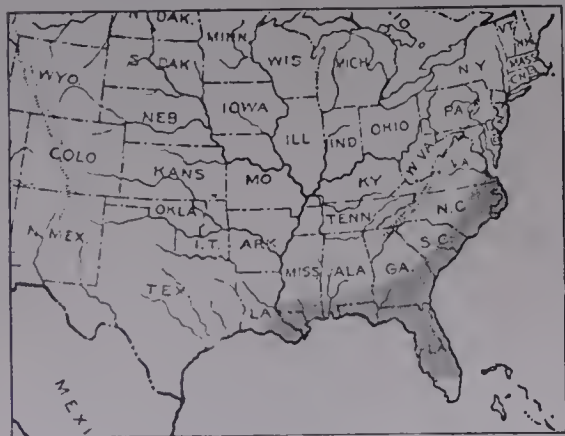 N. DAK.
MINN.
WIS
MICH.
VT.
N.H.
MASS
N Y
WYO.
S DAK.
IOWA
NEB
ILL
IND
OHIO
PA
W VA
VA
COLO
KANS
MO
KY
N.C.
OKLA
TENN
S.C.
N. MEX.
I.T.
ARK
MISS
ALA
GA.
TEX
LA
MEXI